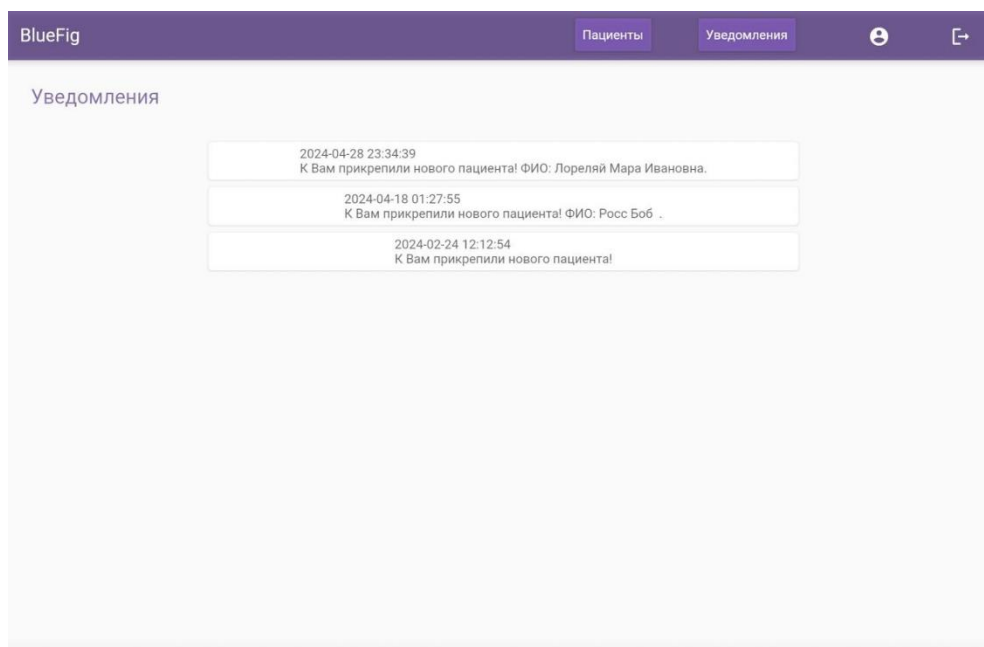 BlueFig
Пациенты
Уведомления
Уведомления
2024-04-28 23:34:39
К Вам прикрепили нового пациента! ФИО: Лореляй Мара Ивановна.
2024-04-18 01:27:55
К Вам прикрепили нового пациента! ФИО: Росс Боб .
2024-02-24 12:12:54
К Вам прикрепили нового пациента!